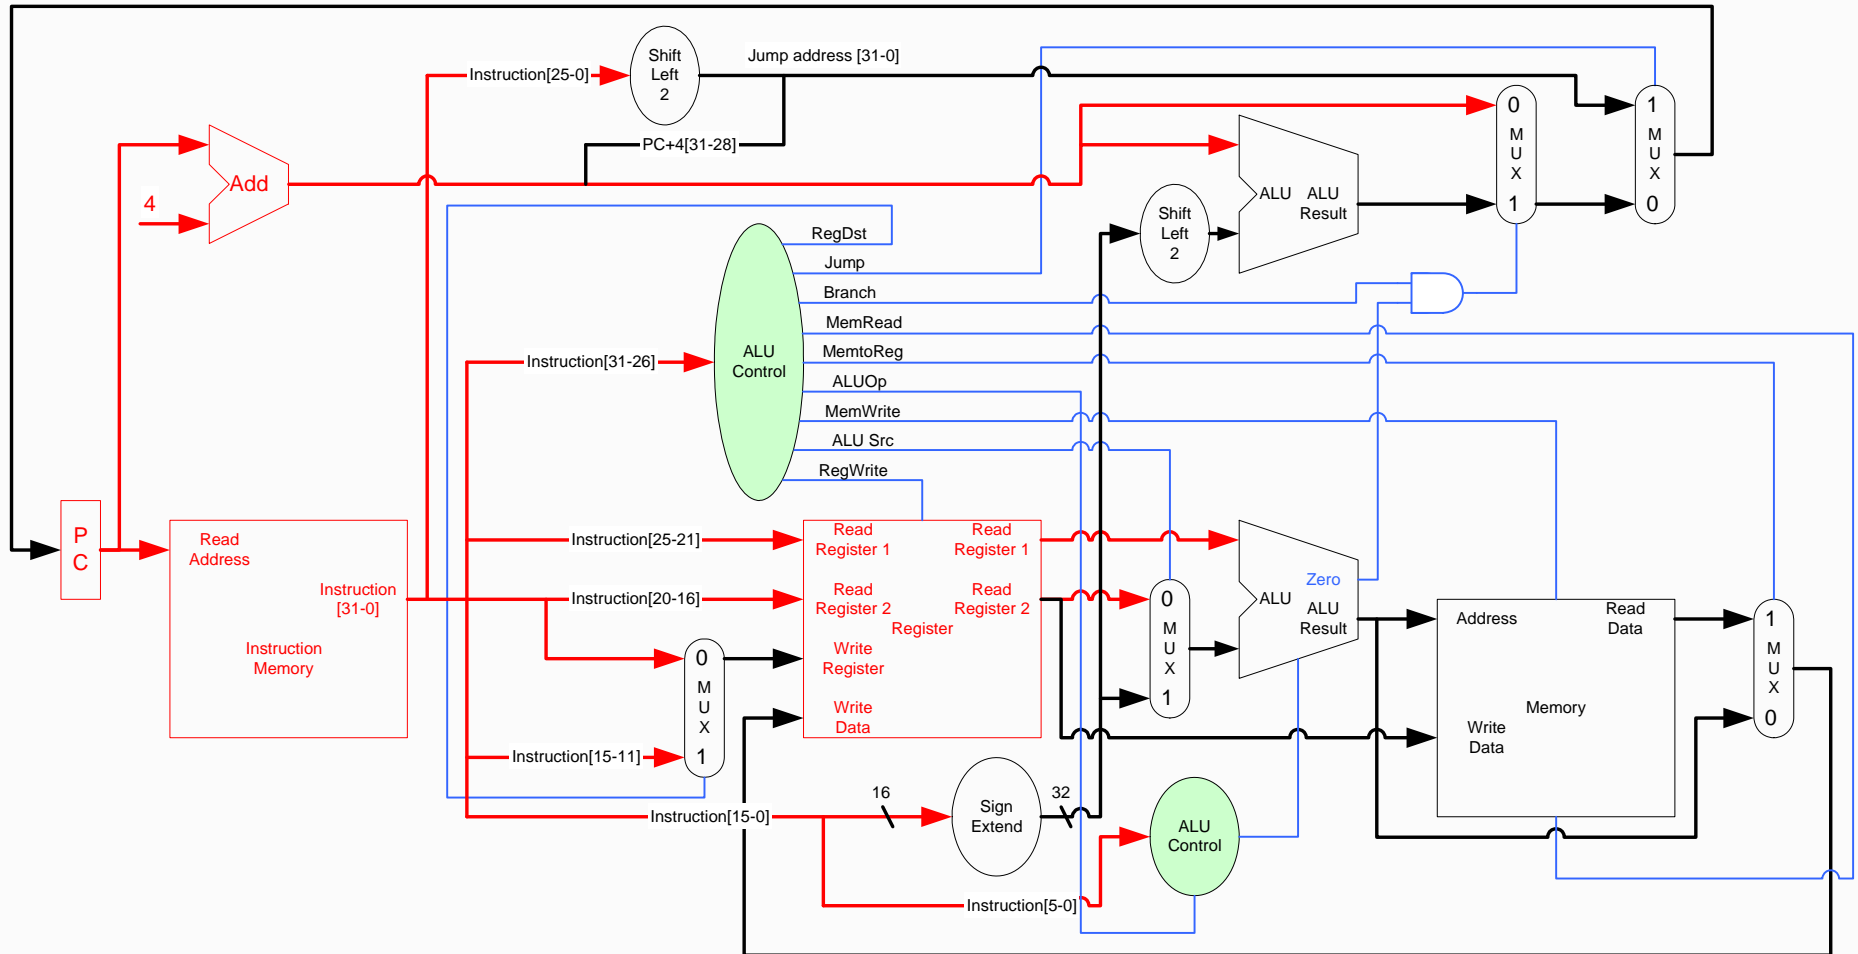 Shift
Left
2
Jump address [31-0]
Instruction[25-0]
0
M
U
X
1
1
M
U
X
0
PC+4[31-28]
Add
4
ALU
ALU
Result
Shift
Left
2
RegDst
Jump
Branch
MemRead
MemtoReg
ALUOp
MemWrite
ALU Src
RegWrite
ALU
Control
Instruction[31-26]
P
C
Read
Address
Instruction
[31-0]
Instruction
Memory
Instruction[25-21]
Instruction[20-16]
Instruction[15-11]
Instruction[15-0]
0
M
U
X
1
Read
Register 1
Read
Register 1
Read
Register 2
Read
Register 2
Register
Write
Register
Write
Data
0
M
U
X
1
Zero
ALU
ALU
Result
Address
Read
Data
Memory
Write
Data
1
M
U
X
0
16
Sign
Extend
32
ALU
Control
Instruction[5-0]